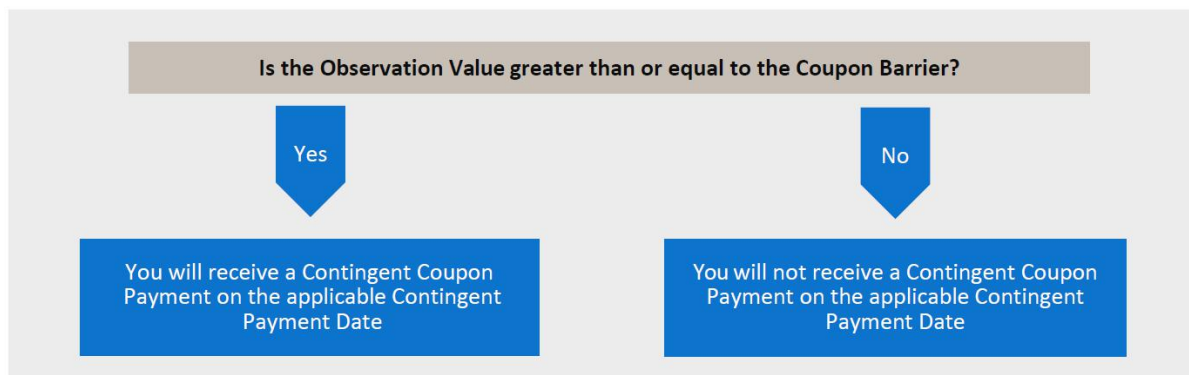 Is the Observation Value greater than or equal to the Coupon Barrier?
Yes
No
You will receive a Contingent Coupon
Payment on the applicable Contingent
Payment Date
You will not receive a Contingent Coupon
Payment on the applicable Contingent
Payment Date